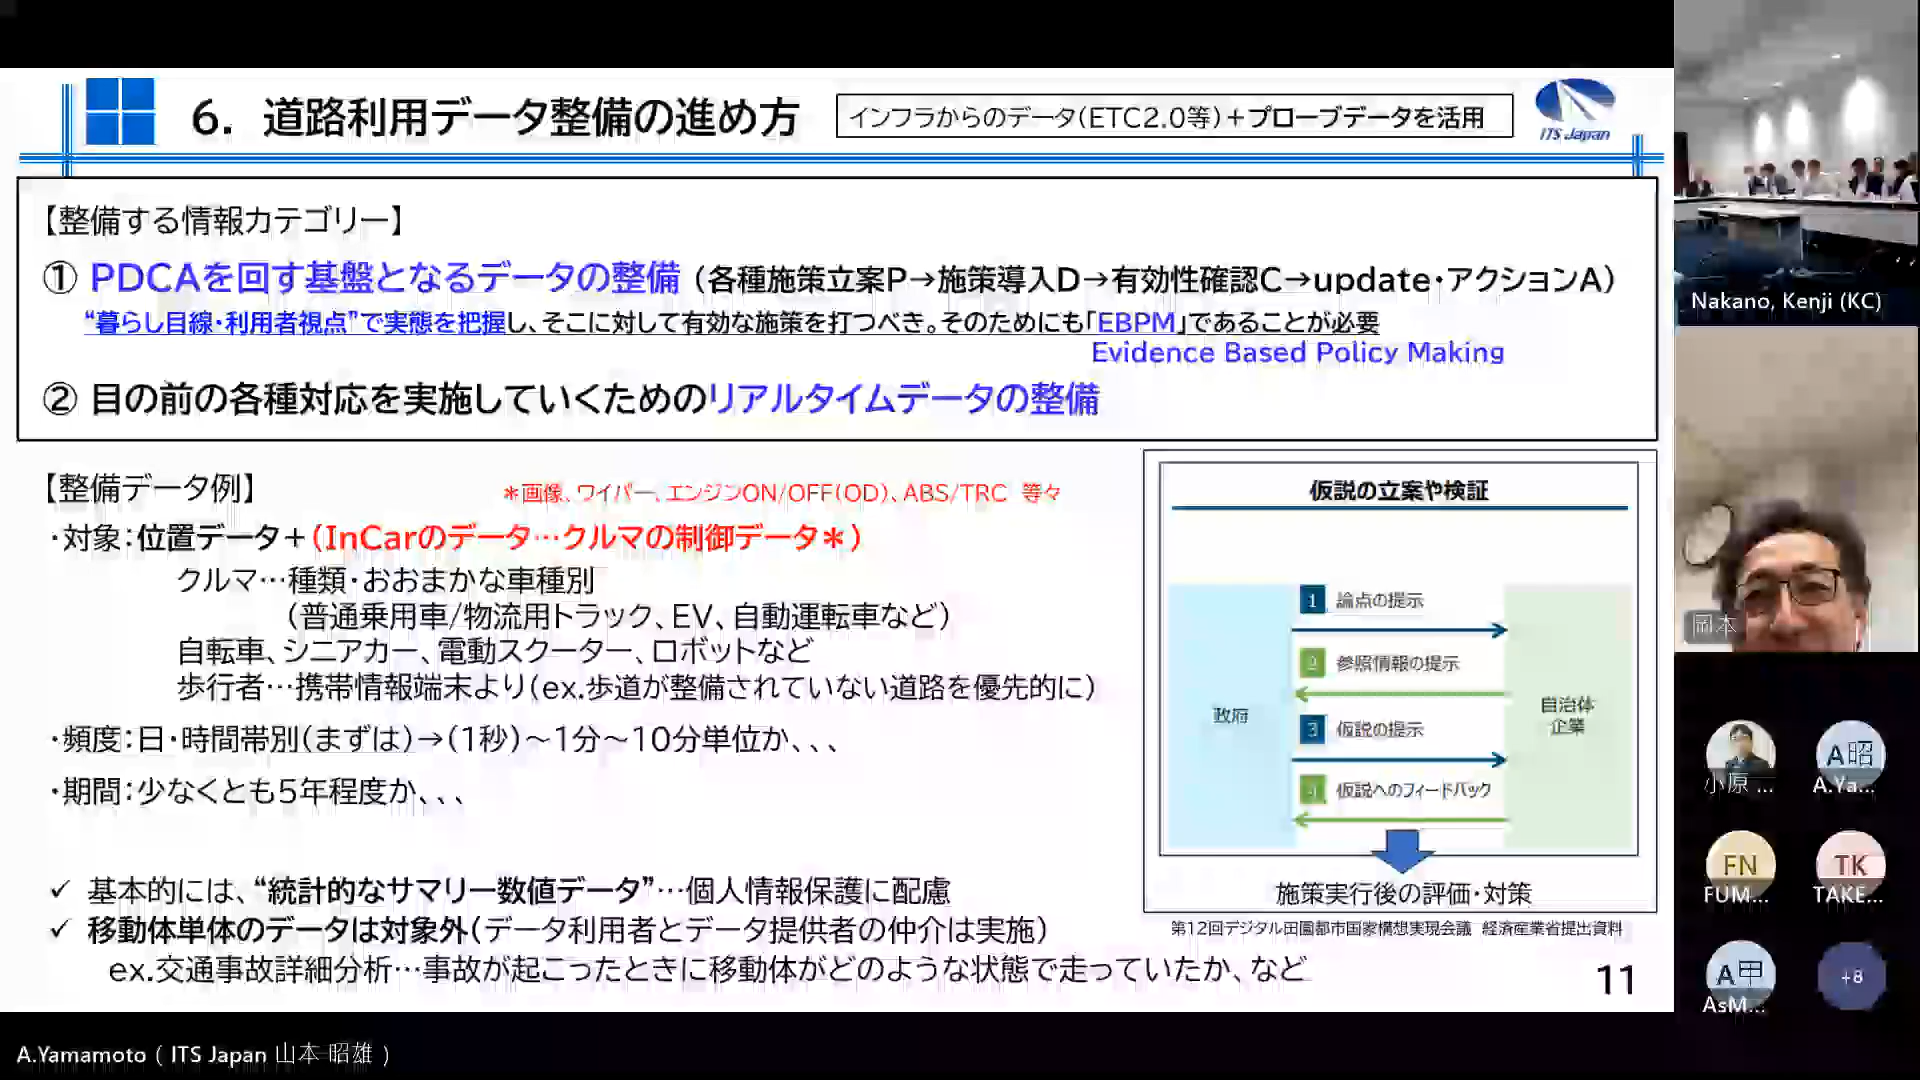 6. 道路利用データ整備の進め方
インフラからのデータ(ETC2.0等)+プローブデータを活用
ITS Japan
【整備する情報カテゴリー】
① PDCAを回す基盤となるデータの整備（各種施策立案P→施策導入D→有効性確認C→update・アクションA）
“暮らし目線・利用者視点”で実態を把握し、そこに対して有効な施策を打つべき。そのためにも「EBPM」であることが必要
Evidence Based Policy Making
② 目の前の各種対応を実施していくためのリアルタイムデータの整備
【整備データ例】
＊画像、ワイパー、エンジンON/OFF(OD)、ABS/TRC 等々
・対象：位置データ＋（InCarのデータ…クルマの制御データ＊）
クルマ…種類・おおまかな車種別
（普通乗用車/物流用トラック、EV、自動運転車など）
自転車、シニアカー、電動スクーター、ロボットなど
歩行者…携帯情報端末より（ex.歩道が整備されていない道路を優先的に）
・頻度：日・時間帯別（まずは）→（1秒）～1分～10分単位か、、、
・期間：少なくとも5年程度か、、、
✓ 基本的には、“統計的なサマリー数値データ”…個人情報保護に配慮
✓ 移動体単体のデータは対象外（データ利用者とデータ提供者の仲介は実施）
ex.交通事故詳細分析…事故が起こったときに移動体がどのような状態で走っていたか、など
仮説の立案や検証
1 論点の提示
2 参照情報の提示
3 仮説の提示
4 仮説へのフィードバック
政府
自治体
企業
施策実行後の評価・対策
第12回デジタル田園都市国家構想実現会議 経済産業省提出資料
11
Nakano, Kenji (KC)
岡本
小原 ...
A昭
A.Ya...
FN
FUM...
TK
TAKE...
A甲
AsM...
+8
A.Yamamoto ( ITS Japan 山本 昭雄 )